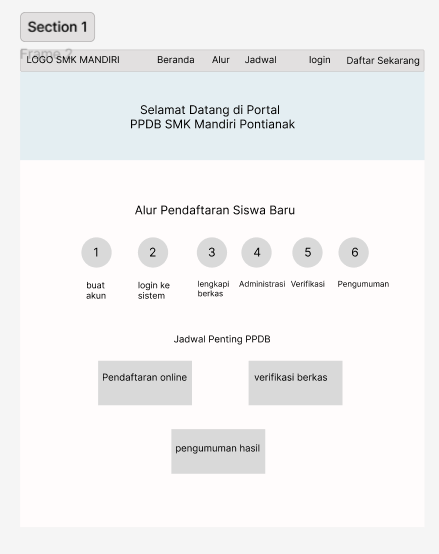 Section 1
Frame 2
LOGO SMK MANDIRI Beranda Alur Jadwal login Daftar Sekarang
Selamat Datang di Portal
PPDB SMK Mandiri Pontianak
Alur Pendaftaran Siswa Baru
1 2 3 4 5 6
buat akun
login ke sistem
lengkapi berkas
Administrasi
Verifikasi
Pengumuman
Jadwal Penting PPDB
Pendaftaran online
verifikasi berkas
pengumuman hasil